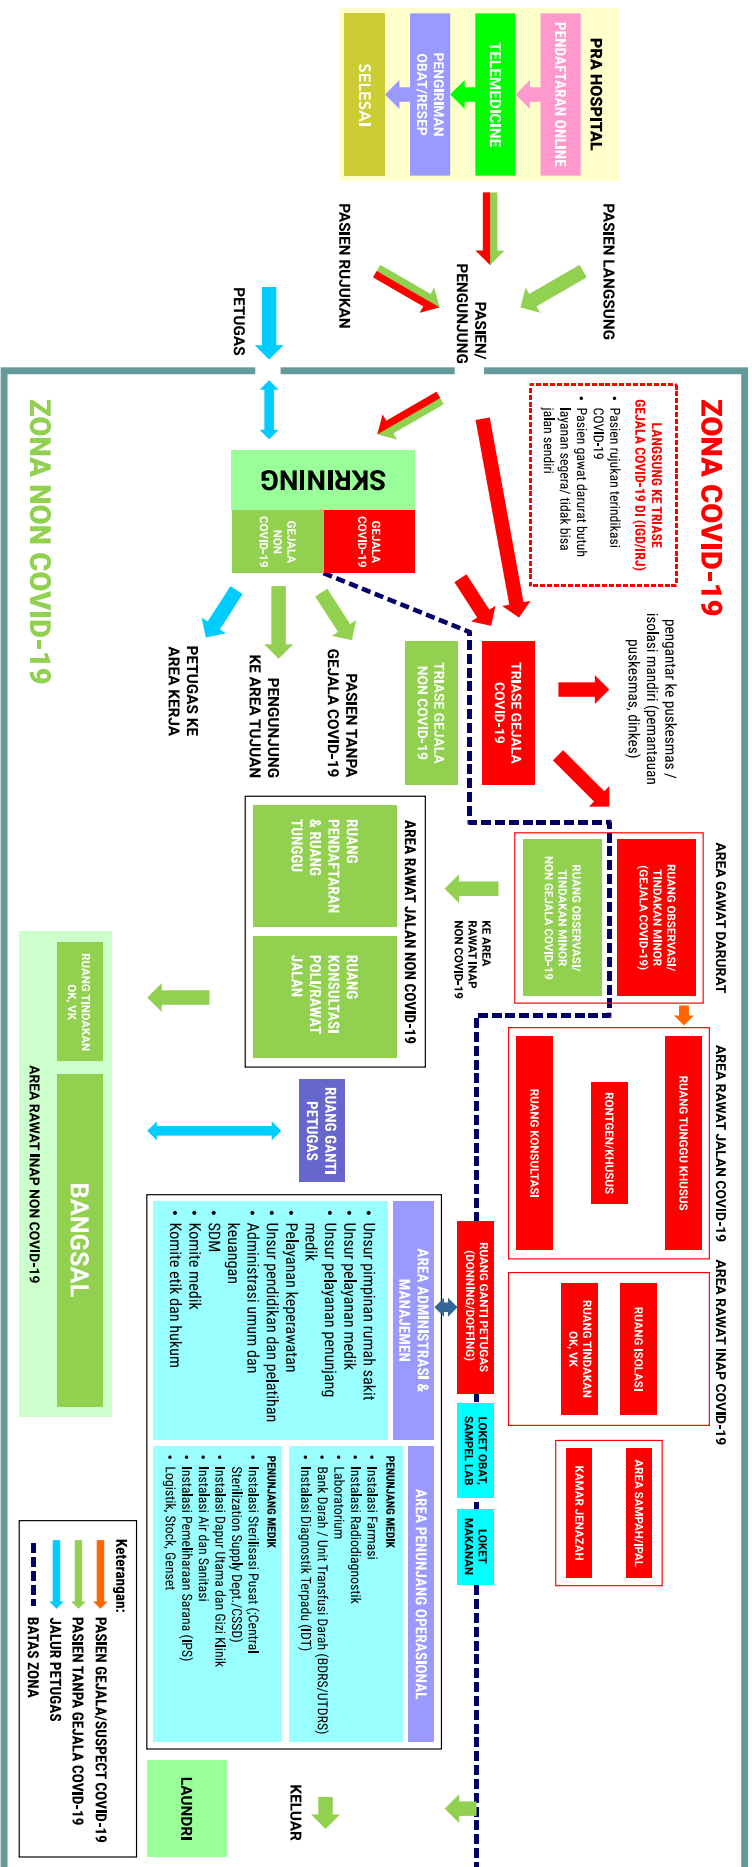 PRA HOSPITAL
PENDAFTARAN ONLINE
TELEMEDICINE
PENGIRIMAN
OBAT/RESEP
SELESAI
PASIEN LANGSUNG
PASIEN/
PENGUNJUNG
PASIEN RUJUKAN
PETUGAS
ZONA COVID-19
LANGSUNG KE TRIASE
GEJALA COVID-19 DI (IGD/IRJ)
• Pasien rujukan terindikasi
COVID-19
• Pasien gawat darurat butuh
layanan segera/ tidak bisa
jalan sendiri
SKRINING
GEJALA
COVID-19
GEJALA
NON
COVID-19
ZONA NON COVID-19
pengantar ke puskesmas /
isolasi mandiri (pemantauan
puskesmas, dinkes)
TRIASE GEJALA
COVID-19
TRIASE GEJALA
NON COVID-19
PASIEN TANPA
GEJALA COVID-19
PENGUNJUNG
KE AREA TUJUAN
PETUGAS KE
AREA KERJA
AREA GAWAT DARURAT
RUANG OBSERVASI/
TINDAKAN MINOR
(GEJALA COVID-19)
RUANG OBSERVASI/
TINDAKAN MINOR
NON GEJALA COVID-19
KE AREA
RAWAT INAP
NON COVID-19
AREA RAWAT JALAN NON COVID-19
RUANG
PENDAFTARAN
& RUANG
TUNGGU
RUANG
KONSULTASI
POLI/RAWAT
JALAN
RUANG TINDAKAN
OK, VK
BANGSAL
AREA RAWAT INAP NON COVID-19
AREA RAWAT JALAN COVID-19
RUANG TUNGGU KHUSUS
RONTGEN/KHUSUS
RUANG KONSULTASI
RUANG GANTI
PETUGAS
AREA RAWAT INAP COVID-19
RUANG ISOLASI
RUANG TINDAKAN
OK, VK
AREA SAMPAH/IPAL
KAMAR JENAZAH
RUANG GANTI PETUGAS
(DONNING/DOFFING)
LOKET OBAT,
SAMPEL LAB
LOKET
MAKANAN
AREA ADMINISTRASI &
MANAJEMEN
• Unsur pimpinan rumah sakit
• Unsur pelayanan medik
• Unsur pelayanan penunjang
medik
• Pelayanan keperawatan
• Unsur pendidikan dan pelatihan
• Administrasi umum dan
keuangan
• SDM
• Komite medik
• Komite etik dan hukum
AREA PENUNJANG OPERASIONAL
PENUNJANG MEDIK
• Instalasi Farmasi
• Instalasi Radiodiagnostik
• Laboratorium
• Bank Darah / Unit Transfusi Darah (BDRS/UTDRS)
• Instalasi Diagnostik Terpadu (IDT)
PENUNJANG MEDIK
• Instalasi Sterilisasi Pusat (:Central
Sterilization Supply Dept./CSSD)
• Instalasi Dapur Utama dan Gizi Klinik
• Instalasi Air dan Sanitasi
• Instalasi Pemeliharaan Sarana (IPS)
• Logistik, Stock, Genset
KELUAR
LAUNDRI
Keterangan:
PASIEN GEJALA/SUSPECT COVID-19
PASIEN TANPA GEJALA COVID-19
JALUR PETUGAS
BATAS ZONA